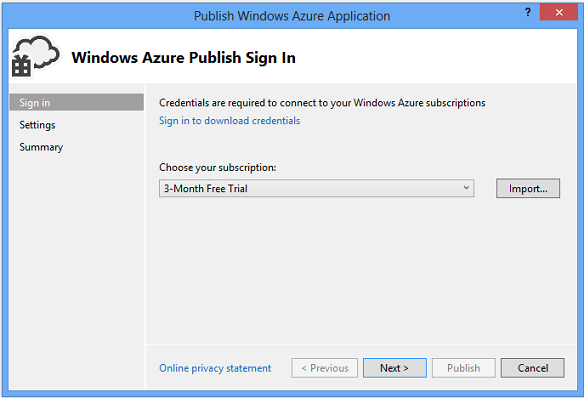 Publish Windows Azure Application
?
Windows Azure Publish Sign In
Sign in
Settings
Summary
Credentials are required to connect to your Windows Azure subscriptions
Sign in to download credentials
Choose your subscription:
3-Month Free Trial
Import...
Online privacy statement
< Previous
Next >
Publish
Cancel